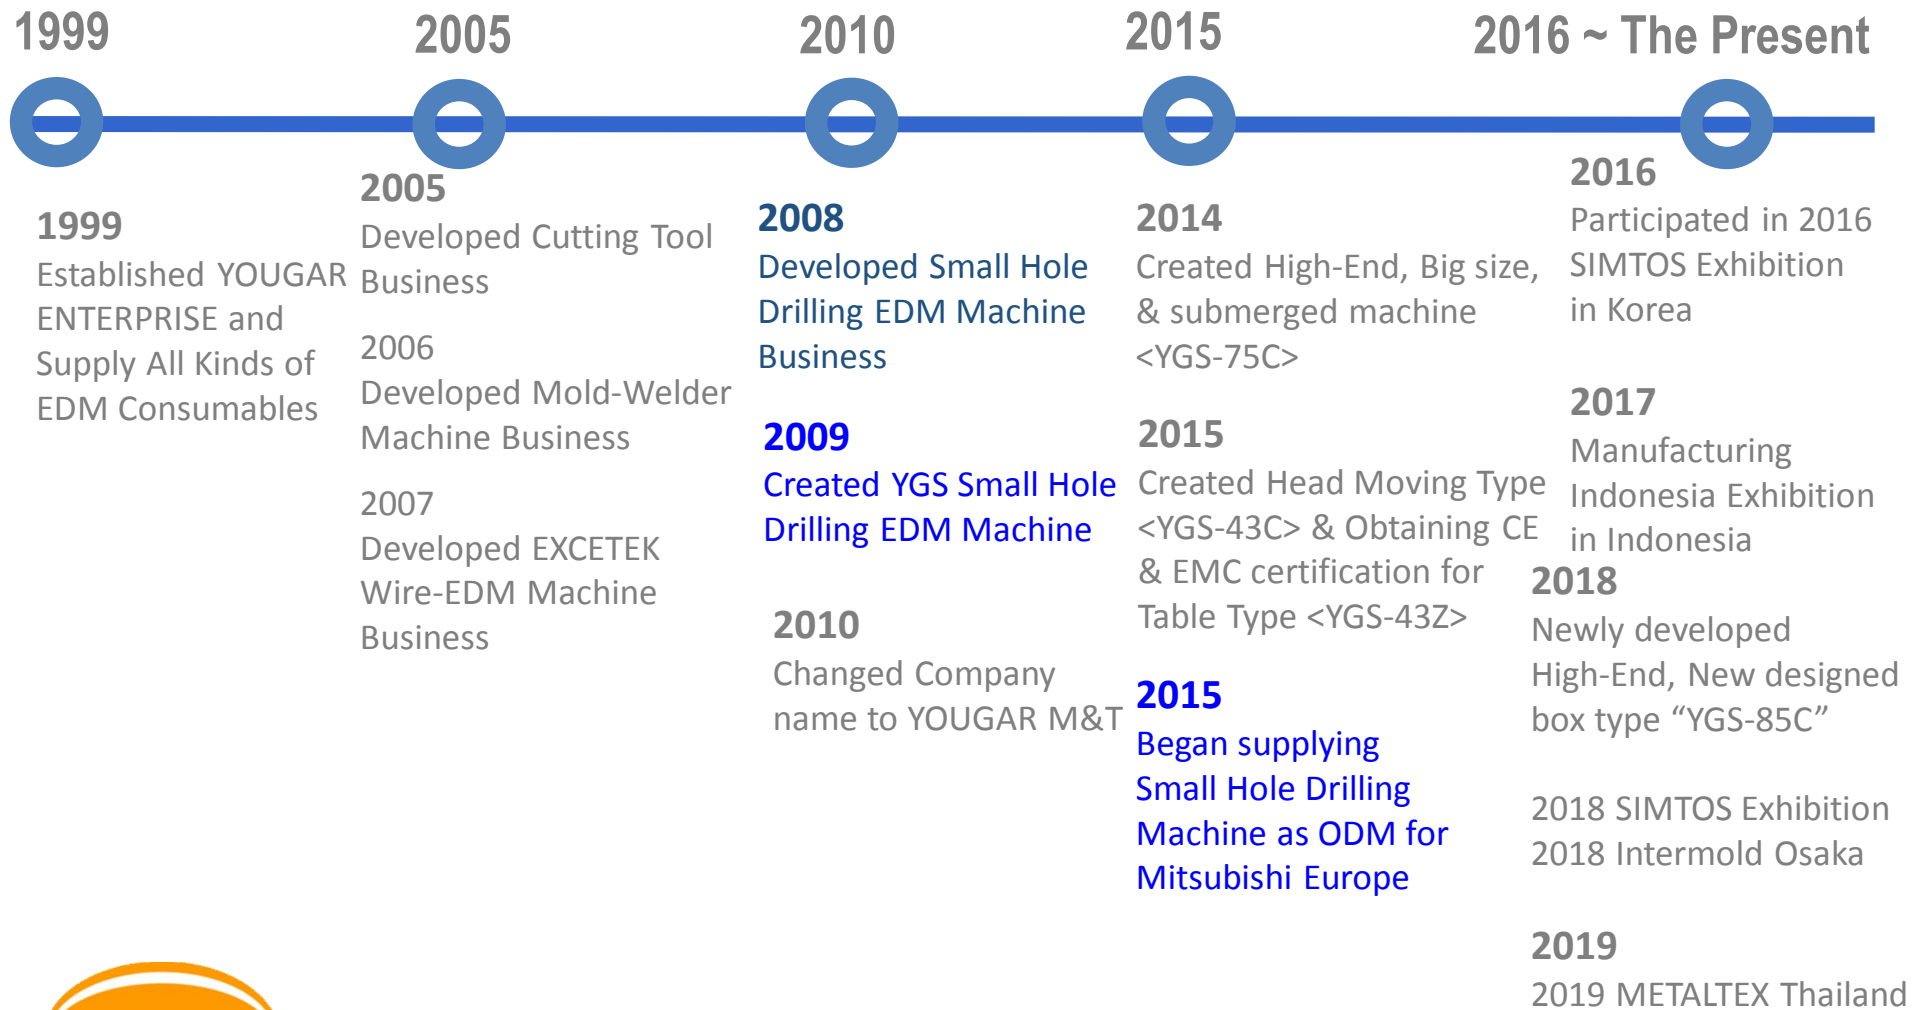 1999
2005
2010
2015
2016 ~ The Present
1999
Established YOUGAR
ENTERPRISE and
Supply All Kinds of
EDM Consumables
2005
Developed Cutting Tool
Business
2006
Developed Mold-Welder
Machine Business
2007
Developed EXCETEK
Wire-EDM Machine
Business
2008
Developed Small Hole
Drilling EDM Machine
Business
2009
Created YGS Small Hole
Drilling EDM Machine
2010
Changed Company
name to YOUGAR M&T
2014
Created High-End, Big size,
& submerged machine
<YGS-75C>
2015
Created Head Moving Type
<YGS-43C> & Obtaining CE
& EMC certification for
Table Type <YGS-43Z>
2015
Began supplying
Small Hole Drilling
Machine as ODM for
Mitsubishi Europe
2016
Participated in 2016
SIMTOS Exhibition
in Korea
2017
Manufacturing
Indonesia Exhibition
in Indonesia
2018
Newly developed
High-End, New designed
box type “YGS-85C”
2018 SIMTOS Exhibition
2018 Intermold Osaka
2019
2019 METALTEX Thailand